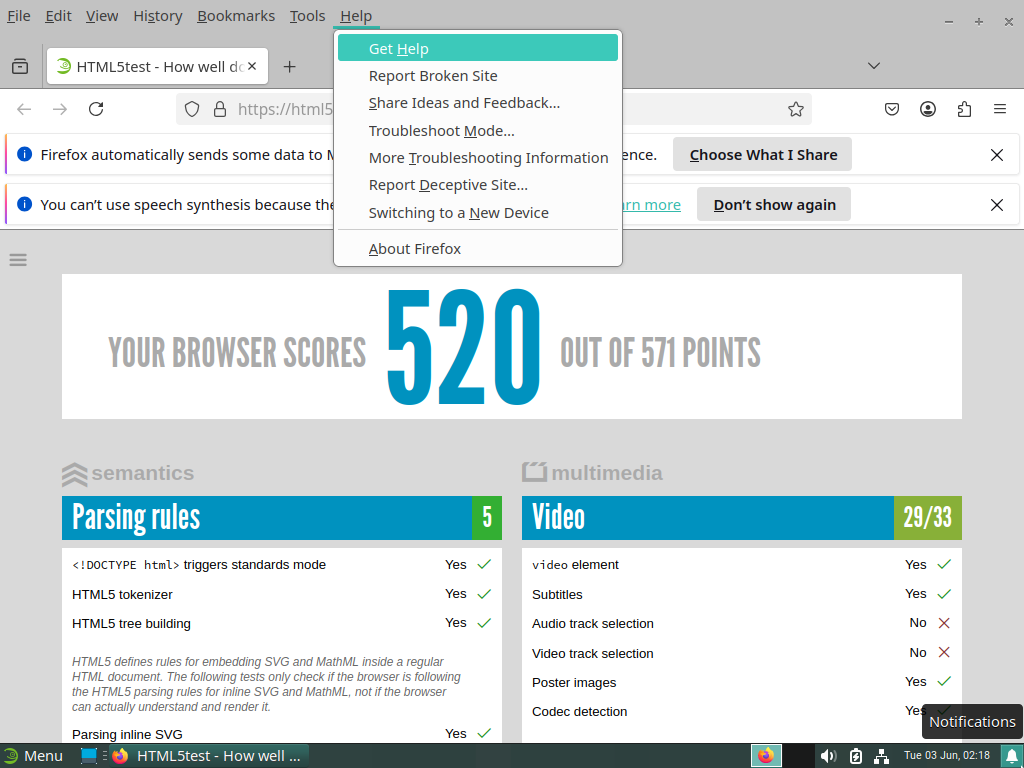 File Edit View History Bookmarks Tools Help
HTML5test - How well do
https://html5
Get Help
Report Broken Site
Share Ideas and Feedback...
Troubleshoot Mode...
More Troubleshooting Information
Report Deceptive Site...
Switching to a New Device
About Firefox
Firefox automatically sends some data to M
ence. Choose What I Share
You can't use speech synthesis because the
arn more Don't show again
YOUR BROWSER SCORES 520 OUT OF 571 POINTS
semantics
Parsing rules 5
<!DOCTYPE html> triggers standards mode Yes
HTML5 tokenizer Yes
HTML5 tree building Yes
HTML5 defines rules for embedding SVG and MathML inside a regular
HTML document. The following tests only check if the browser is following
the HTML5 parsing rules for inline SVG and MathML, not if the browser
can actually understand and render it.
Parsing inline SVG Yes
multimedia
Video 29/33
video element Yes
Subtitles Yes
Audio track selection No
Video track selection No
Poster images Yes
Codec detection Yes
Notifications
Menu
HTML5test - How well ...
Tue 03 Jun, 02:18